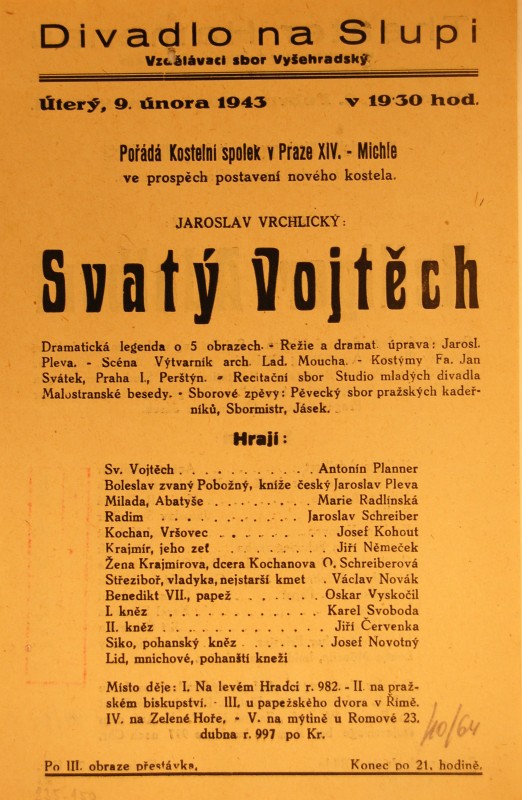 Divadlo na Slupi
Vzdělávací sbor Vyšehradský
Úterý, 9. února 1943 v 19·30 hod.
Pořádá Kostelní spolek v Praze XIV. - Michle
ve prospěch postavení nového kostela.
JAROSLAV VRCHLICKÝ:
Svatý Vojtěch
Dramatická legenda o 5 obrazech. - Režie a dramat. úprava: Jarosl.
Pleva. - Scéna Výtvarník arch. Lad. Moucha. - Kostýmy Fa. Jan
Svátek, Praha I., Perštýn. - Recitační sbor Studio mladých divadla
Malostranské besedy. - Sborové zpěvy: Pěvecký sbor pražských kadeř-
níků, Sbormistr, Jásek.
Hrají:
Sv. Vojtěch . . . . . . . . . . Antonín Planner
Boleslav zvaný Pobožný, kníže český Jaroslav Pleva
Milada, Abatyše . . . . . . . . Marie Radlínská
Radim . . . . . . . . . . . Jaroslav Schreiber
Kochan, Vršovec . . . . . . . . Josef Kohout
Krajmír, jeho zeť . . . . . . . . Jiří Němeček
Žena Krajmírova, dcera Kochanova O. Schreiberová
Střeziboř, vladyka, nejstarší kmet . Václav Novák
Benedikt VII., papež . . . . . . Oskar Vyskočil
I. kněz . . . . . . . . . . . Karel Svoboda
II. kněz . . . . . . . . . . . Jiří Červenka
Siko, pohanský kněz . . . . . . Josef Novotný
Lid, mnichové, pohanští kneži
Místo děje: I. Na levém Hradci r. 982. - II. na praž-
ském biskupství. - III. u papežského dvora v Římě.
IV. na Zelené Hoře, - V. na mýtině u Romové 23.
dubna r. 997 po Kr.
10/64
Po III. obraze přestávka. Konec po 21. hodině.